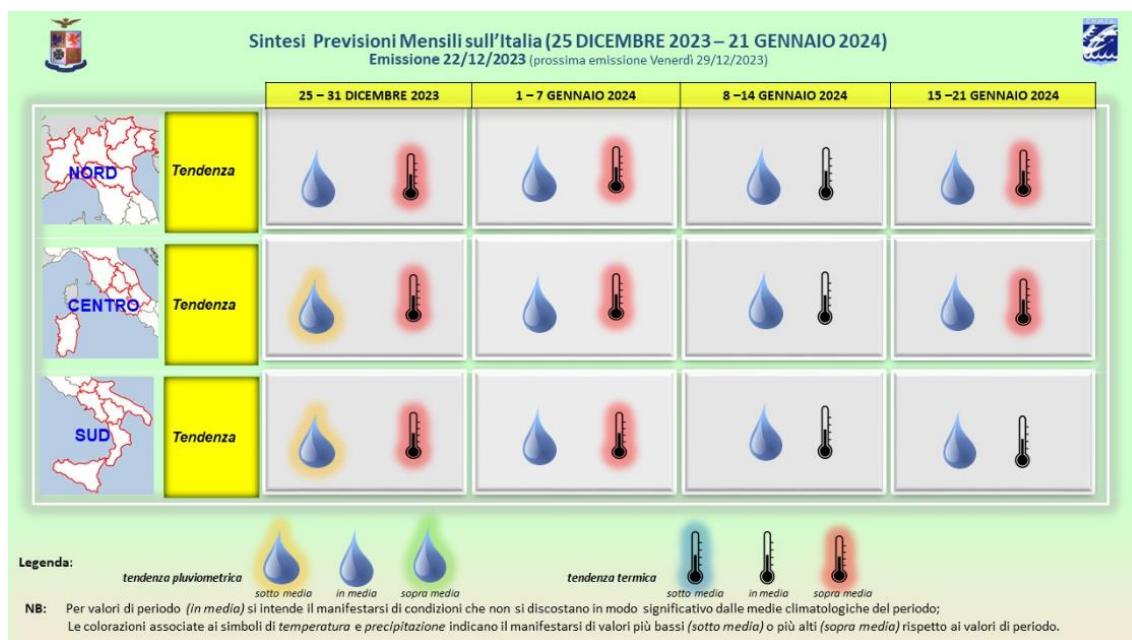 Sintesi Previsioni Mensili sull'Italia (25 DICEMBRE 2023 – 21 GENNAIO 2024)
Emissione 22/12/2023 (prossima emissione Venerdì 29/12/2023)
25 – 31 DICEMBRE 2023
1 – 7 GENNAIO 2024
8 –14 GENNAIO 2024
15 –21 GENNAIO 2024
NORD
Tendenza
CENTRO
Tendenza
SUD
Tendenza
Legenda:
tendenza pluviometrica
sotto media
in media
sopra media
tendenza termica
sotto media
in media
sopra media
NB: Per valori di periodo (in media) si intende il manifestarsi di condizioni che non si discostano in modo significativo dalle medie climatologiche del periodo;
Le colorazioni associate ai simboli di temperatura e precipitazione indicano il manifestarsi di valori più bassi (sotto media) o più alti (sopra media) rispetto ai valori di periodo.